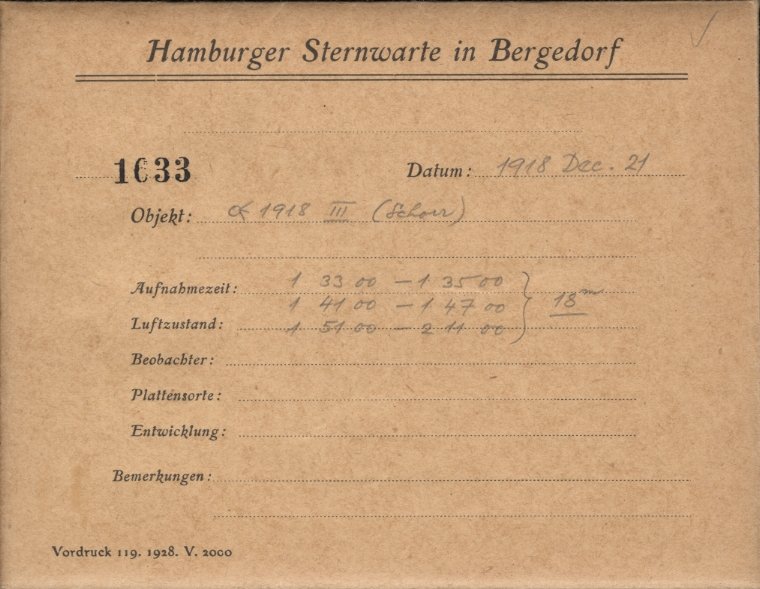 Hamburger Sternwarte in Bergedorf
1633 Datum: 1918 Dez. 21
Objekt: ☄ 1918 III (Schorr)
Aufnahmezeit: 1 33 00 – 1 35 00
1 41 00 – 1 47 00 } 18ᵐ
Luftzustand: 1 51 00 – 2 11 00
Beobachter:
Plattensorte:
Entwicklung:
Bemerkungen:
Vordruck 119. 1928. V. 2000